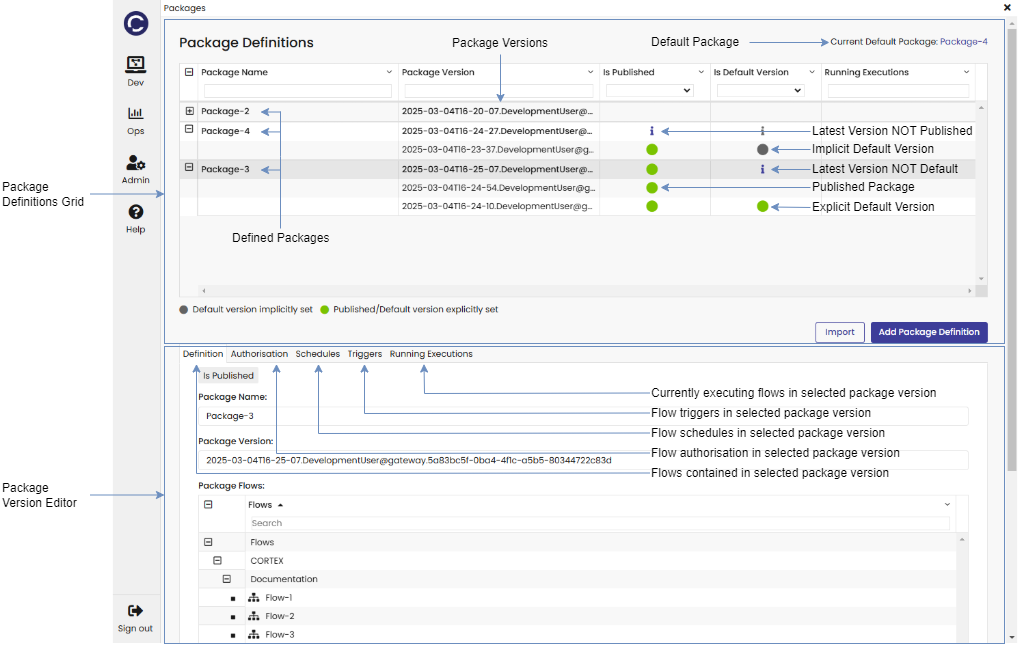 Packages
Dev
Ops
Admin
Help
Sign out
Package
Definitions Grid
Package
Version Editor
Package Definitions
Package Versions
Default Package
Current Default Package: Package-4
Package Name
Package Version
Is Published
Is Default Version
Running Executions
Package-2
2025-03-04T16-20-07.DevelopmentUser@...
Package-4
2025-03-04T16-24-27.DevelopmentUser@...
Latest Version NOT Published
2025-03-04T16-23-37.DevelopmentUser@g...
Implicit Default Version
Package-3
2025-03-04T16-25-07.DevelopmentUser@...
Latest Version NOT Default
2025-03-04T16-24-54.DevelopmentUser@g...
Published Package
2025-03-04T16-24-10.DevelopmentUser@g...
Explicit Default Version
Defined Packages
Default version implicitly set
Published/Default version explicitly set
Import
Add Package Definition
Definition
Authorisation
Schedules
Triggers
Running Executions
Is Published
Currently executing flows in selected package version
Package Name:
Package-3
Flow triggers in selected package version
Flow schedules in selected package version
Package Version:
Flow authorisation in selected package version
2025-03-04T16-25-07.DevelopmentUser@gateway.5a83bc5f-0ba4-4f1c-a5b5-80344722c83d
Flows contained in selected package version
Package Flows:
Flows
Search
Flows
CORTEX
Documentation
Flow-1
Flow-2
Flow-3